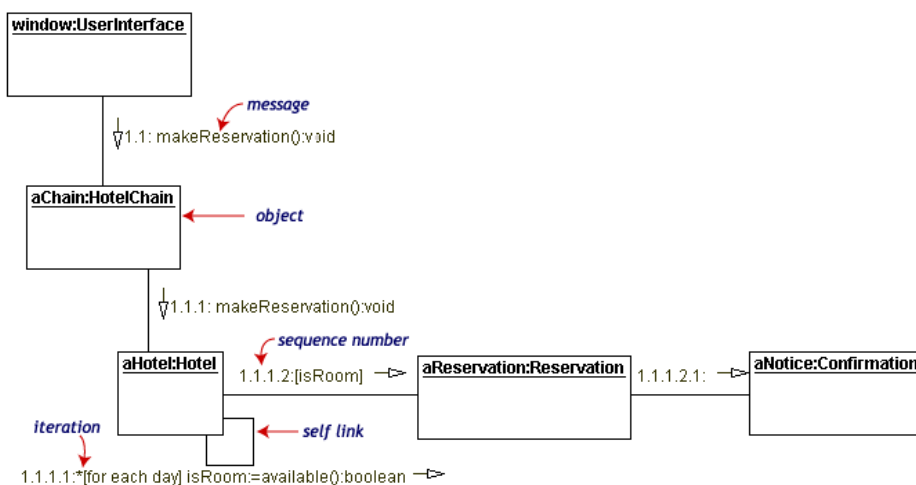 window:UserInterface
message
1.1: makeReservation():void
aChain:HotelChain
object
1.1.1: makeReservation():void
sequence number
aHotel:Hotel
1.1.1.2:[isRoom]
aReservation:Reservation
1.1.1.2.1:
aNotice:Confirmation
iteration
self link
1.1.1.1:*[for each day] isRoom:=available():boolean